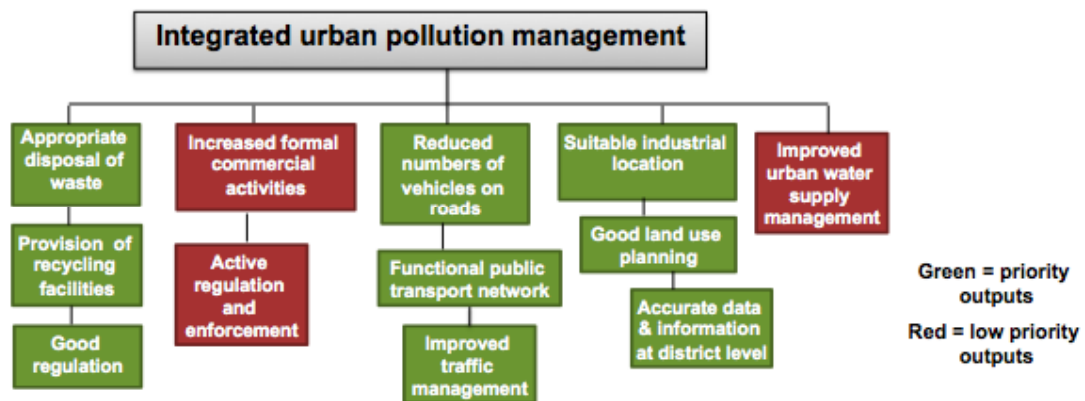 Integrated urban pollution management
Appropriate
disposal of
waste
Provision of
recycling
facilities
Good
regulation
Increased formal
commercial
activities
Active
regulation
and
enforcement
Reduced
numbers of
vehicles on
roads
Functional public
transport network
Improved
traffic
management
Suitable industrial
location
Good land use
planning
Accurate data
& information
at district level
Improved
urban water
supply
management
Green = priority
outputs
Red = low priority
outputs